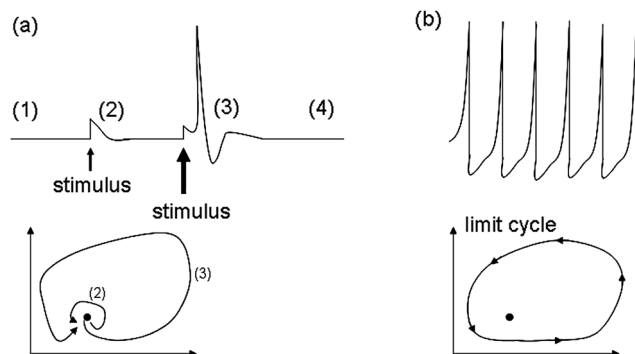 (a)
(b)
(1) (2) (3) (4)
stimulus
stimulus
(2) (3)
limit cycle